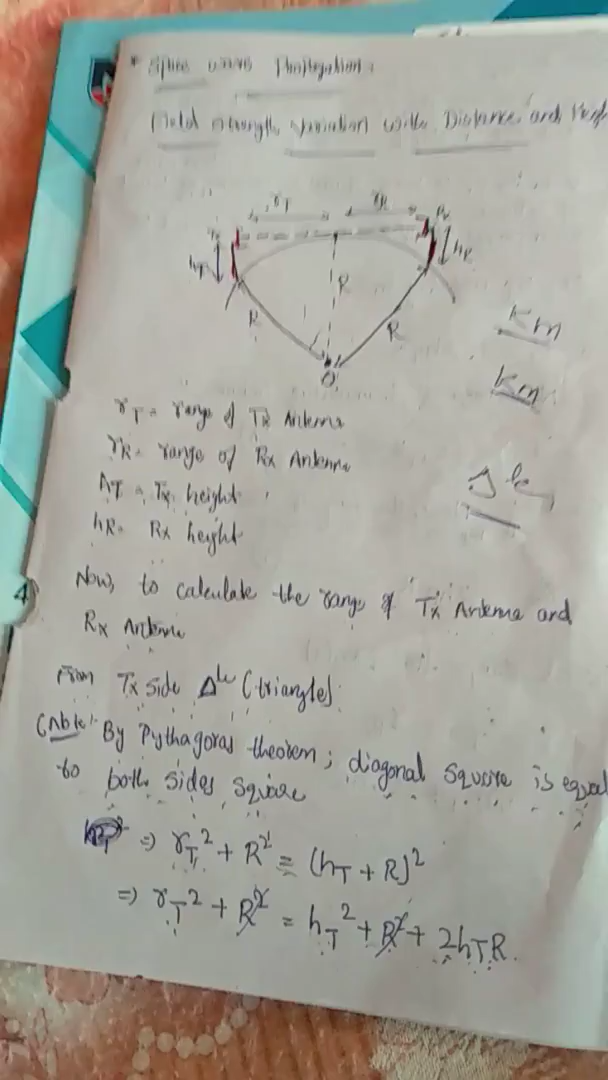 * Space wave Propagation:
Field strength variation with Distance and
rT rR
Tx Rx
hT hR
R
R R
O
Km
Km
rT = range of Tx Antenna
rR = range of Rx Antenna
hT = Tx height
hR = Rx height
4
Now, to calculate the range of Tx Antenna and
Rx Antenna
From Tx side Δle (triangle)
(Note:- By Pythagoras theorem; diagonal square is equal
to both sides square
⇒ rT² + R² = (hT + R)²
⇒ rT² + R² = hT² + R² + 2hTR.